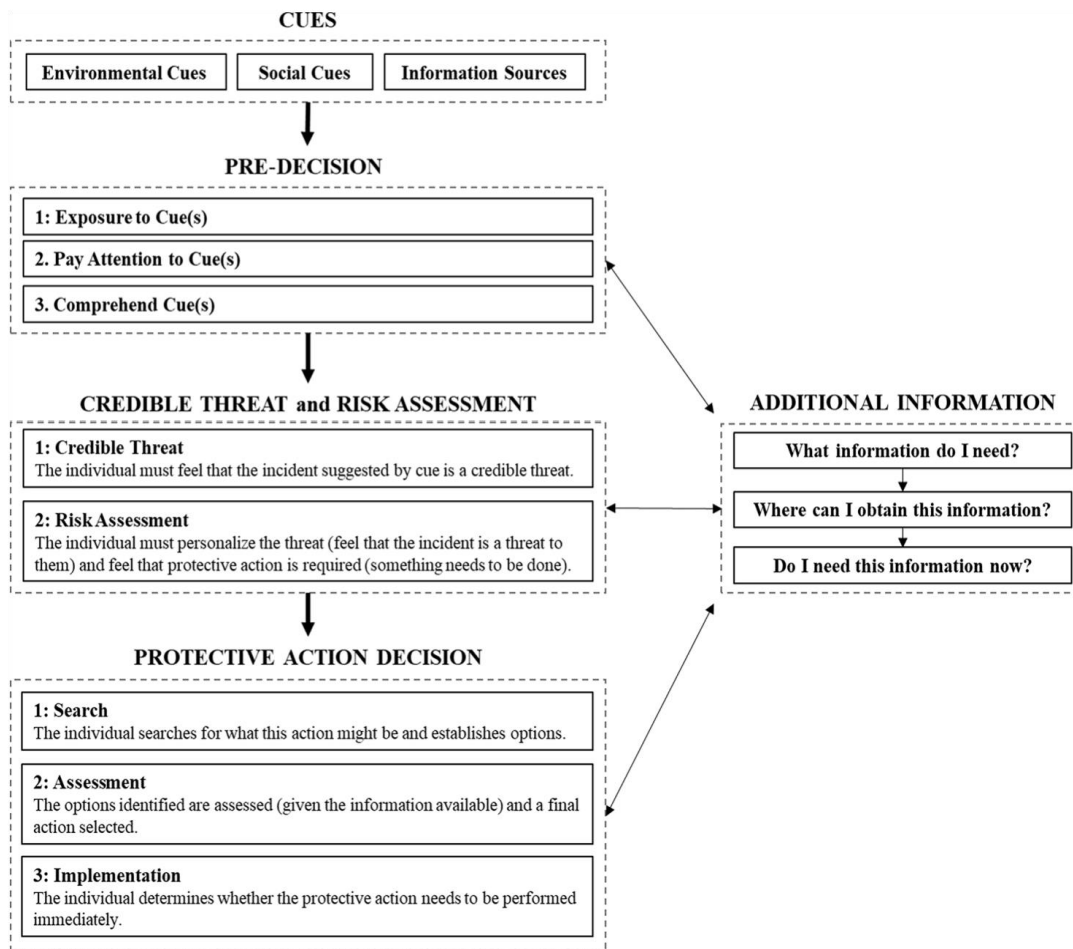 CUES
Environmental Cues
Social Cues
Information Sources
PRE-DECISION
1: Exposure to Cue(s)
2. Pay Attention to Cue(s)
3. Comprehend Cue(s)
CREDIBLE THREAT and RISK ASSESSMENT
1: Credible Threat
The individual must feel that the incident suggested by cue is a credible threat.
2: Risk Assessment
The individual must personalize the threat (feel that the incident is a threat to
them) and feel that protective action is required (something needs to be done).
PROTECTIVE ACTION DECISION
1: Search
The individual searches for what this action might be and establishes options.
2: Assessment
The options identified are assessed (given the information available) and a final
action selected.
3: Implementation
The individual determines whether the protective action needs to be performed
immediately.
ADDITIONAL INFORMATION
What information do I need?
Where can I obtain this information?
Do I need this information now?